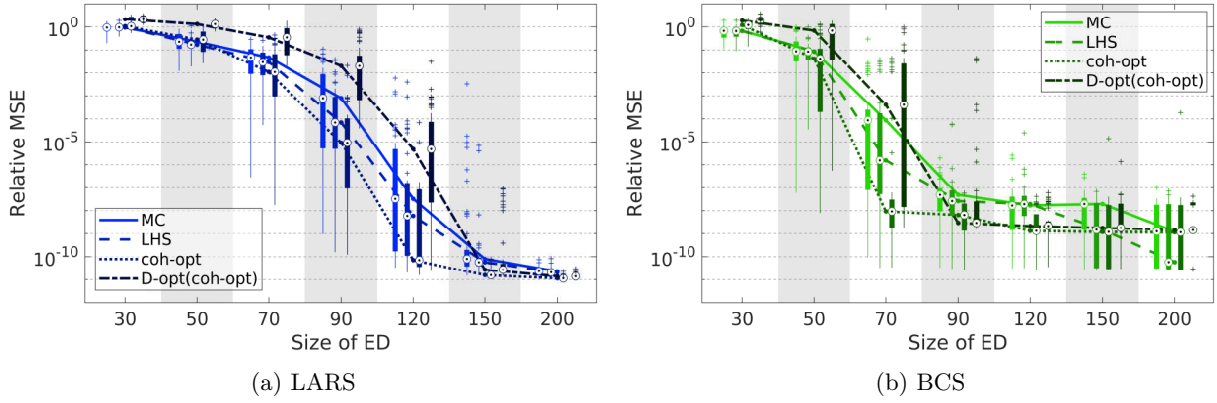 Relative MSE
10^0
10^-5
10^-10
30 50 70 90 120 150 200
Size of ED
MC
LHS
coh-opt
D-opt(coh-opt)
(a) LARS
Relative MSE
10^0
10^-5
10^-10
30 50 70 90 120 150 200
Size of ED
MC
LHS
coh-opt
D-opt(coh-opt)
(b) BCS